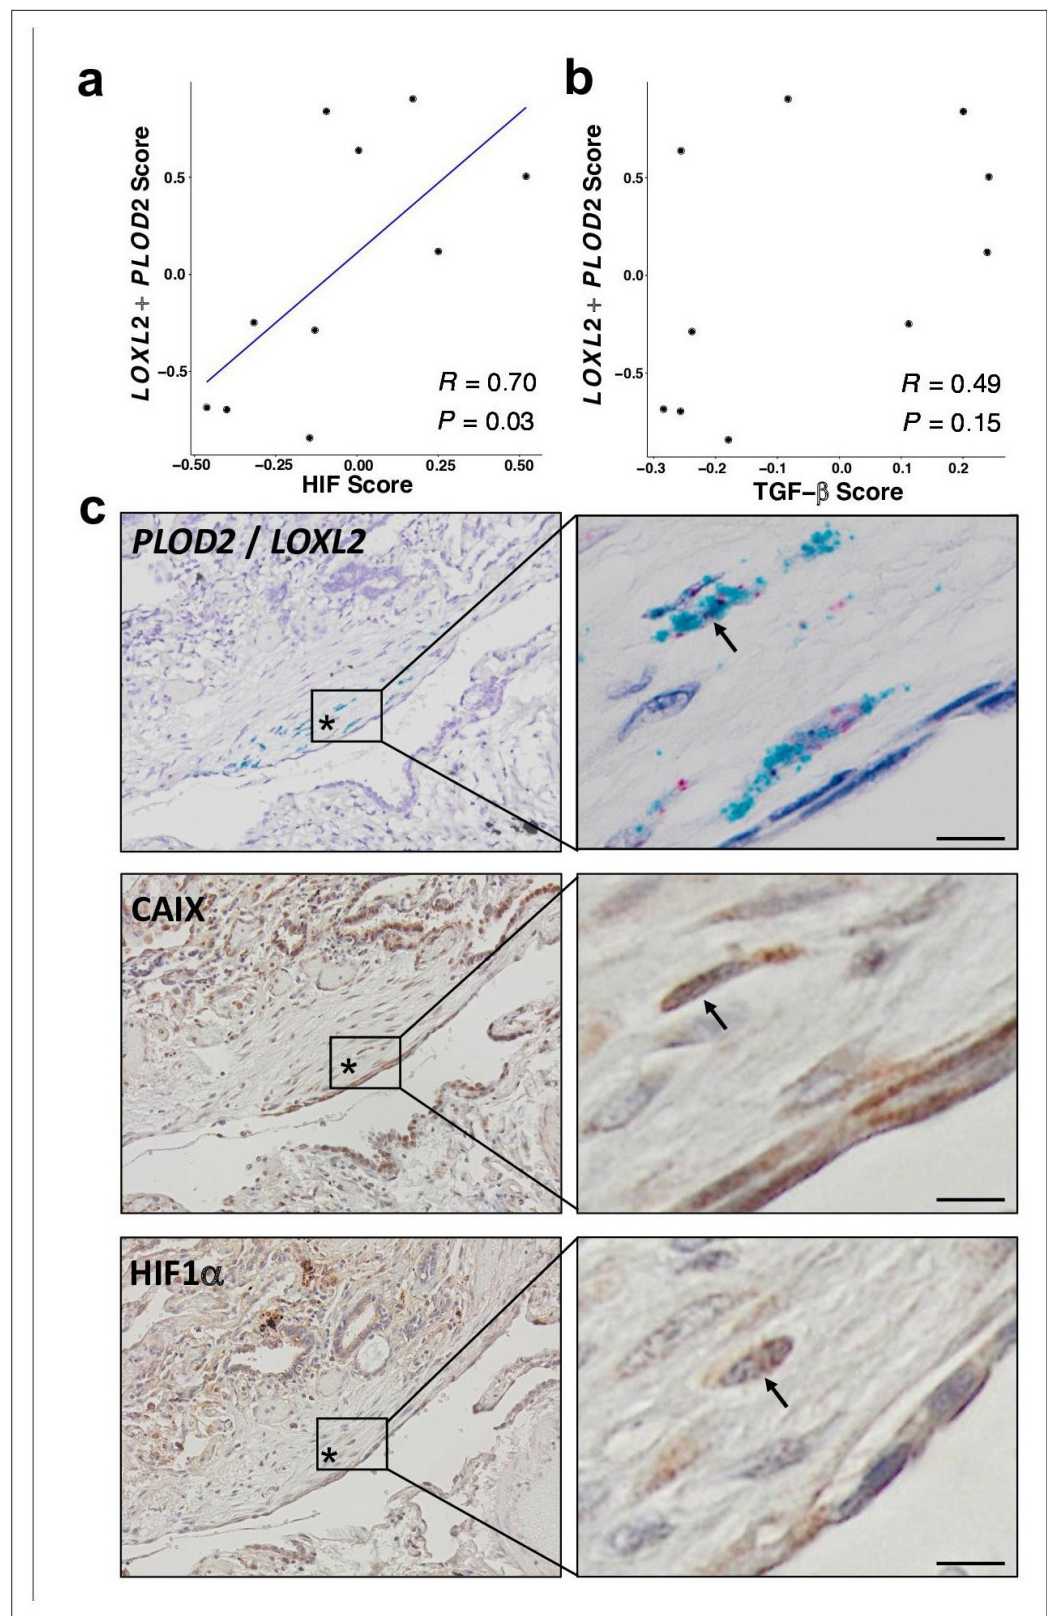 a
LOXL2 + PLOD2 Score
0.5
0.0
−0.5
−0.50
−0.25
0.00
0.25
0.50
HIF Score
R = 0.70
P = 0.03
b
LOXL2 + PLOD2 Score
0.5
0.0
−0.5
−0.3
−0.2
−0.1
0.0
0.1
0.2
TGF−β Score
R = 0.49
P = 0.15
c
PLOD2 / LOXL2
*
CAIX
*
HIF1α
*